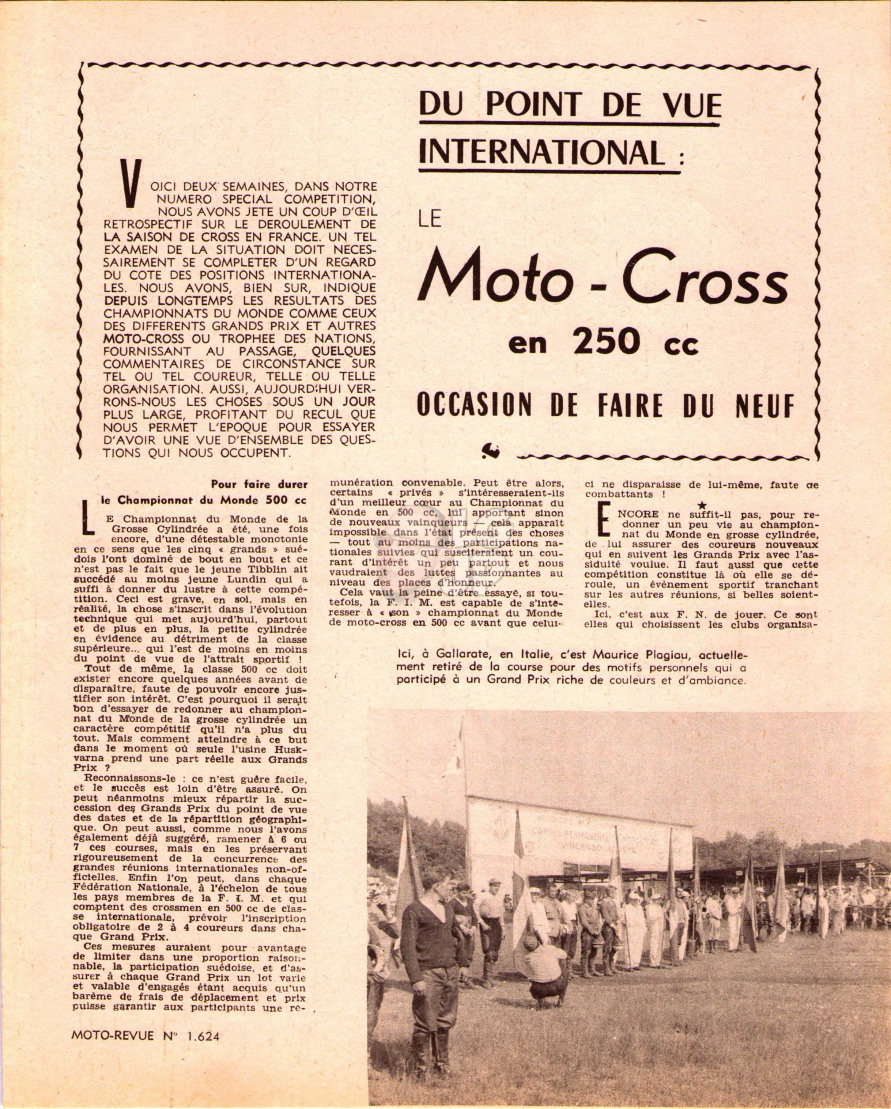 DU POINT DE VUE
INTERNATIONAL :
LE
Moto - Cross
en 250 cc
OCCASION DE FAIRE DU NEUF
VOICI DEUX SEMAINES, DANS NOTRE
NUMERO SPECIAL COMPETITION,
NOUS AVONS JETE UN COUP D'ŒIL
RETROSPECTIF SUR LE DEROULEMENT DE
LA SAISON DE CROSS EN FRANCE. UN TEL
EXAMEN DE LA SITUATION DOIT NECES-
SAIREMENT SE COMPLETER D'UN REGARD
DU COTE DES POSITIONS INTERNATIONA-
LES. NOUS AVONS, BIEN SUR, INDIQUE
DEPUIS LONGTEMPS LES RESULTATS DES
CHAMPIONNATS DU MONDE COMME CEUX
DES DIFFERENTS GRANDS PRIX ET AUTRES
MOTO-CROSS OU TROPHEE DES NATIONS,
FOURNISSANT AU PASSAGE, QUELQUES
COMMENTAIRES DE CIRCONSTANCE SUR
TEL OU TEL COUREUR, TELLE OU TELLE
ORGANISATION. AUSSI, AUJOURD'HUI VER-
RONS-NOUS LES CHOSES SOUS UN JOUR
PLUS LARGE, PROFITANT DU RECUL QUE
NOUS PERMET L'EPOQUE POUR ESSAYER
D'AVOIR UNE VUE D'ENSEMBLE DES QUES-
TIONS QUI NOUS OCCUPENT.
Pour faire durer
le Championnat du Monde 500 cc
LE Championnat du Monde de la
Grosse Cylindrée a été, une fois
encore, d'une détestable monotonie
en ce sens que les cinq « grands » sué-
dois l'ont dominé de bout en bout et ce
n'est pas le fait que le jeune Tibblin ait
succédé au moins jeune Lundin qui a
suffi à donner du lustre à cette compé-
tition. Ceci est grave, en soi, mais en
réalité, la chose s'inscrit dans l'évolution
technique qui met aujourd'hui, partout
et de plus en plus, la petite cylindrée
en évidence au détriment de la classe
supérieure... qui l'est de moins en moins
du point de vue de l'attrait sportif !
Tout de même, la classe 500 cc doit
exister encore quelques années avant de
disparaître, faute de pouvoir encore jus-
tifier son intérêt. C'est pourquoi il serait
bon d'essayer de redonner au champion-
nat du Monde de la grosse cylindrée un
caractère compétitif qu'il n'a plus du
tout. Mais comment atteindre à ce but
dans le moment où seule l'usine Husk-
varna prend une part réelle aux Grands
Prix ?
Reconnaissons-le : ce n'est guère facile,
et le succès est loin d'être assuré. On
peut néanmoins mieux répartir la suc-
cession des Grands Prix du point de vue
des dates et de la répartition géographi-
que. On peut aussi, comme nous l'avons
également déjà suggéré, ramener à 6 ou
7 ces courses, mais en les préservant
rigoureusement de la concurrence des
grandes réunions internationales non-of-
ficielles. Enfin l'on peut, dans chaque
Fédération Nationale, à l'échelon de tous
les pays membres de la F. I. M. et qui
comptent des crossmen en 500 cc de clas-
se internationale, prévoir l'inscription
obligatoire de 2 à 4 coureurs dans cha-
que Grand Prix.
Ces mesures auraient pour avantage
de limiter dans une proportion raison-
nable, la participation suédoise, et d'as-
surer à chaque Grand Prix un lot varié
et valable d'engagés étant acquis qu'un
barème de frais de déplacement et prix
puisse garantir aux participants une ré-
munération convenable. Peut être alors,
certains « privés » s'intéresseraient-ils
d'un meilleur cœur au Championnat du
Monde en 500 cc, lui apportant sinon
de nouveaux vainqueurs — cela apparaît
impossible dans l'état présent des choses
— tout au moins des participations na-
tionales suivies qui susciteraient un cou-
rant d'intérêt un peu partout et nous
vaudraient des luttes passionnantes au
niveau des places d'honneur.
Cela vaut la peine d'être essayé, si tou-
tefois, la F. I. M. est capable de s'inté-
resser à « son » championnat du Monde
de moto-cross en 500 cc avant que celui-
ci ne disparaisse de lui-même, faute de
combattants !
ENCORE ne suffit-il pas, pour re-
donner un peu vie au champion-
nat du Monde en grosse cylindrée,
de lui assurer des coureurs nouveaux
qui en suivent les Grands Prix avec l'as-
siduité voulue. Il faut aussi que cette
compétition constitue là où elle se dé-
roule, un événement sportif tranchant
sur les autres réunions, si belles soient-
elles.
Ici, c'est aux F. N. de jouer. Ce sont
elles qui choisissent les clubs organisa-
Ici, à Gallarate, en Italie, c'est Maurice Plagiau, actuelle-
ment retiré de la course pour des motifs personnels qui a
participé à un Grand Prix riche de couleurs et d'ambiance.
MOTO-REVUE N° 1.624